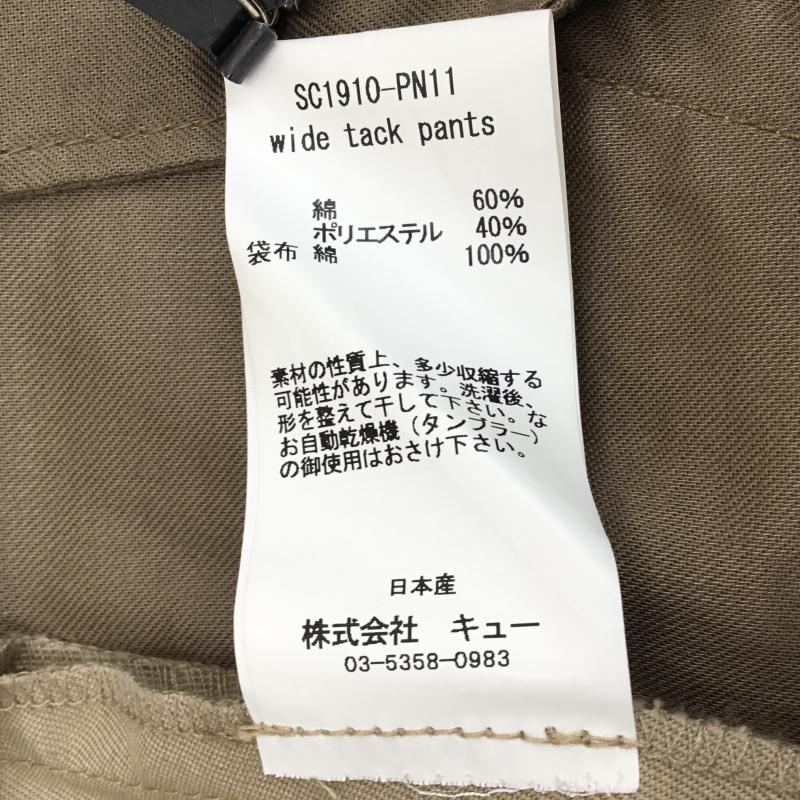 SC1910-PN11
wide tack pants
綿 60%
ポリエステル 40%
袋布 綿 100%
素材の性質上、多少収縮する
可能性があります。洗濯後、
形を整えて干して下さい。な
お自動乾燥機（タンブラー）
の御使用はおさけ下さい。
日本産
株式会社 キュー
03-5358-0983